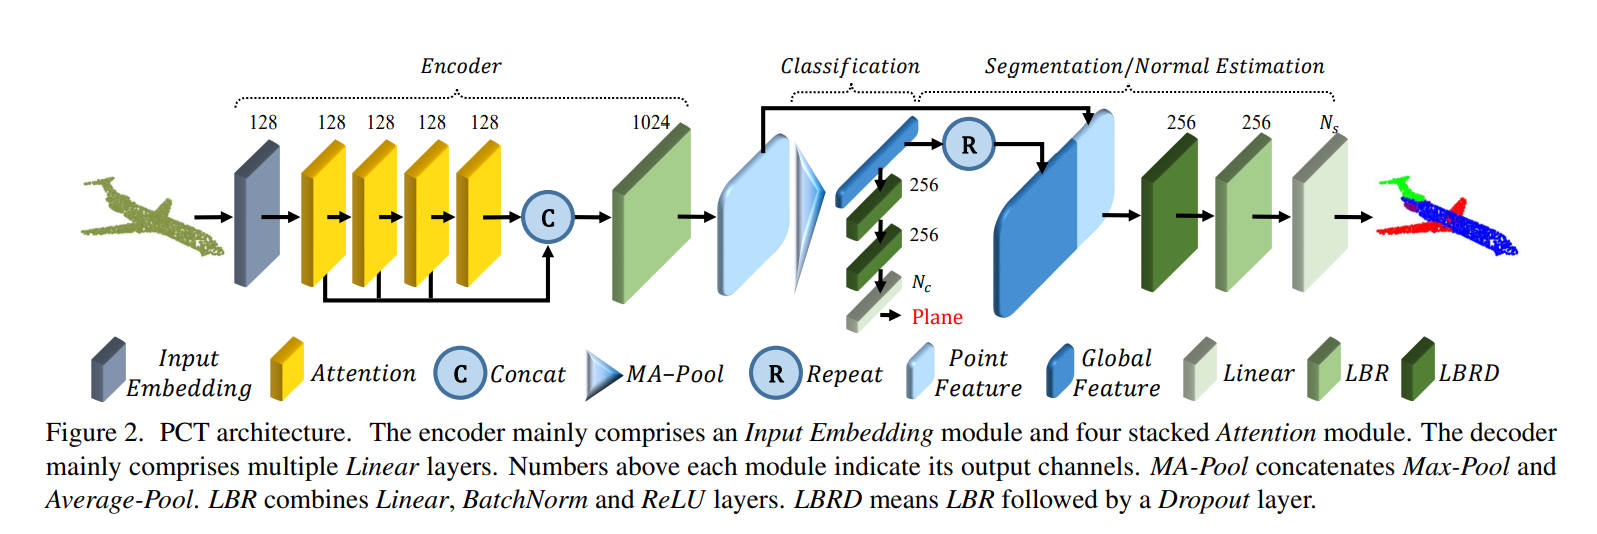 Encoder
Classification
Segmentation/Normal Estimation
128
128
128
128
128
1024
256
256
N_s
C
R
256
256
N_c
Plane
Input Embedding
Attention
C
Concat
MA-Pool
R
Repeat
Point Feature
Global Feature
Linear
LBR
LBRD
Figure 2. PCT architecture. The encoder mainly comprises an Input Embedding module and four stacked Attention module. The decoder
mainly comprises multiple Linear layers. Numbers above each module indicate its output channels. MA-Pool concatenates Max-Pool and
Average-Pool. LBR combines Linear, BatchNorm and ReLU layers. LBRD means LBR followed by a Dropout layer.